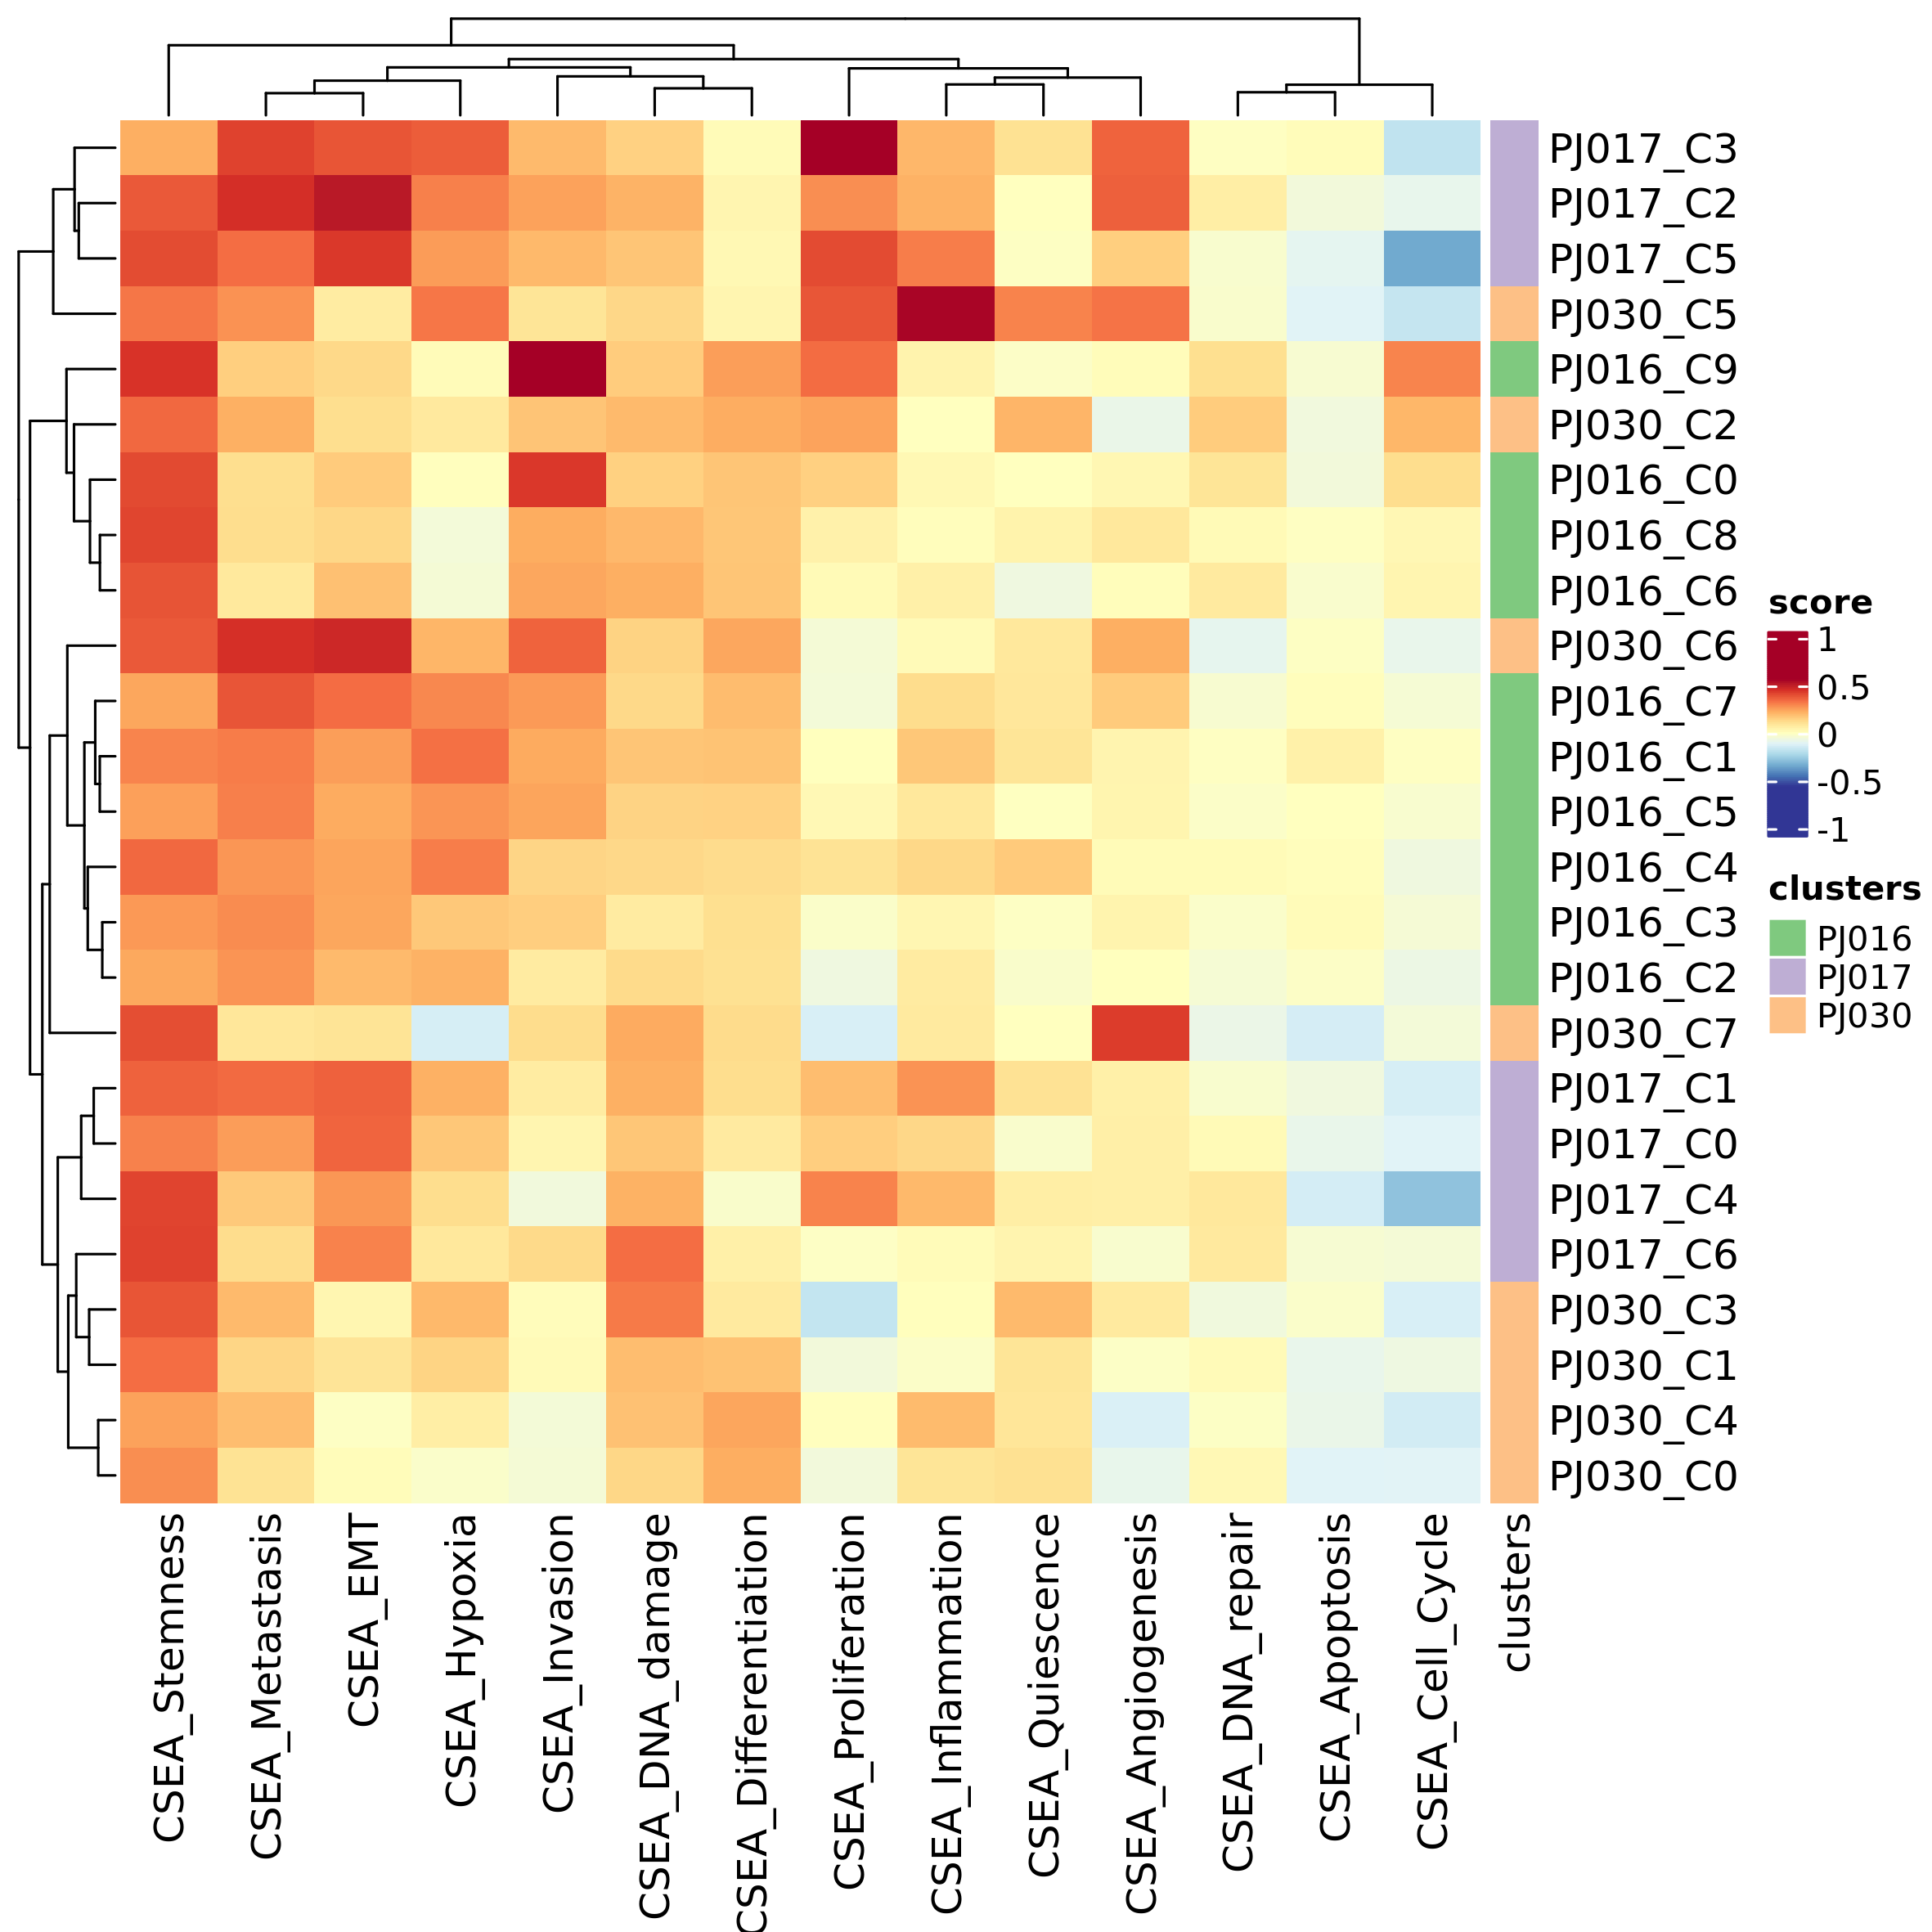 PJ017_C3
PJ017_C2
PJ017_C5
PJ030_C5
PJ016_C9
PJ030_C2
PJ016_C0
PJ016_C8
PJ016_C6
PJ030_C6
PJ016_C7
PJ016_C1
PJ016_C5
PJ016_C4
PJ016_C3
PJ016_C2
PJ030_C7
PJ017_C1
PJ017_C0
PJ017_C4
PJ017_C6
PJ030_C3
PJ030_C1
PJ030_C4
PJ030_C0
CSEA_Stemness
CSEA_Metastasis
CSEA_EMT
CSEA_Hypoxia
CSEA_Invasion
CSEA_DNA_damage
CSEA_Differentiation
CSEA_Proliferation
CSEA_Inflammation
CSEA_Quiescence
CSEA_Angiogenesis
CSEA_DNA_repair
CSEA_Apoptosis
CSEA_Cell_Cycle
clusters
score
1
0.5
0
-0.5
-1
clusters
PJ016
PJ017
PJ030